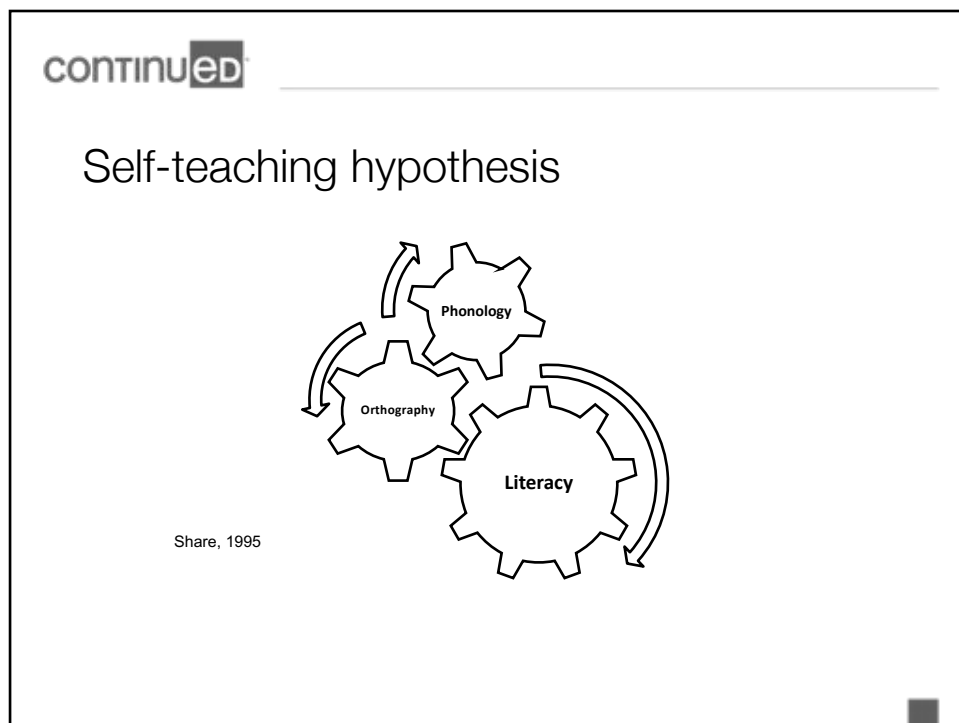 continued
Self-teaching hypothesis
Phonology
Orthography
Literacy
Share, 1995